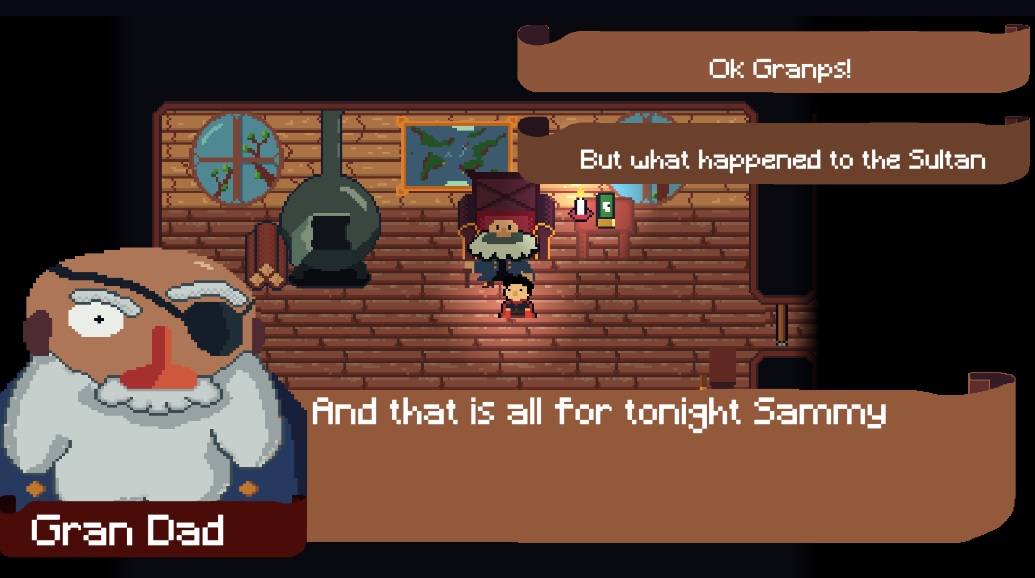 Ok Granps!
But what happened to the Sultan
And that is all for tonight Sammy
Gran Dad